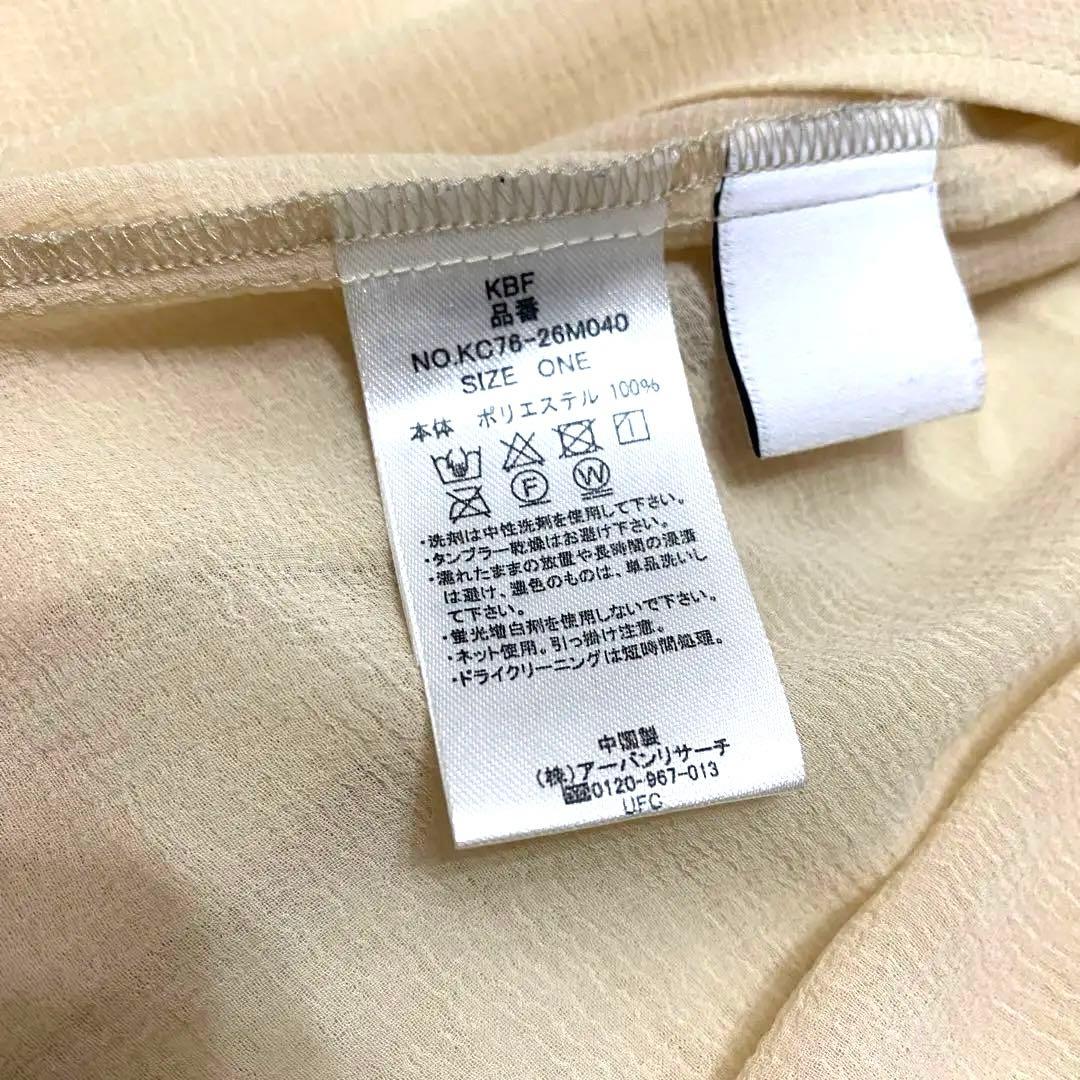 KBF
品番
NO.KC76-26M040
SIZE ONE
本体 ポリエステル 100%
F W
・洗剤は中性洗剤を使用して下さい。
・タンブラー乾燥はお避け下さい。
・濡れたままの放置や長時間の浸漬
は避け、濃色のものは、単品洗いし
て下さい。
・蛍光増白剤を使用しないで下さい。
・ネット使用。引っ掛け注意。
・ドライクリーニングは短時間処理。
中国製
(株)アーバンリサーチ
0120-967-013
UFC